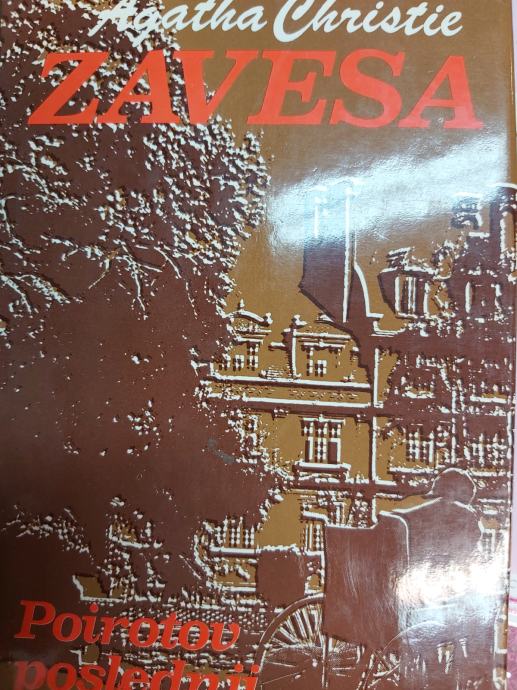 Agatha Christie
ZAVESA
Poirotov
poslednji